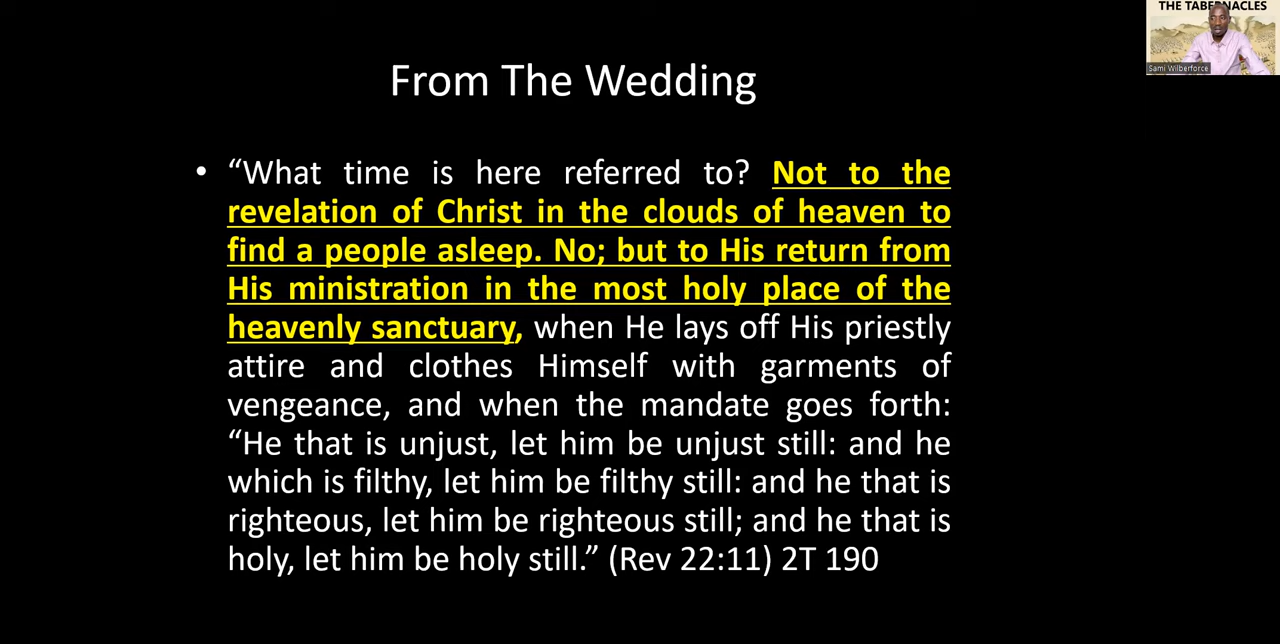 THE TABERNACLES
Sami Wilberforce
From The Wedding
• “What time is here referred to? Not to the
revelation of Christ in the clouds of heaven to
find a people asleep. No; but to His return from
His ministration in the most holy place of the
heavenly sanctuary, when He lays off His priestly
attire and clothes Himself with garments of
vengeance, and when the mandate goes forth:
“He that is unjust, let him be unjust still: and he
which is filthy, let him be filthy still: and he that is
righteous, let him be righteous still; and he that is
holy, let him be holy still.” (Rev 22:11) 2T 190